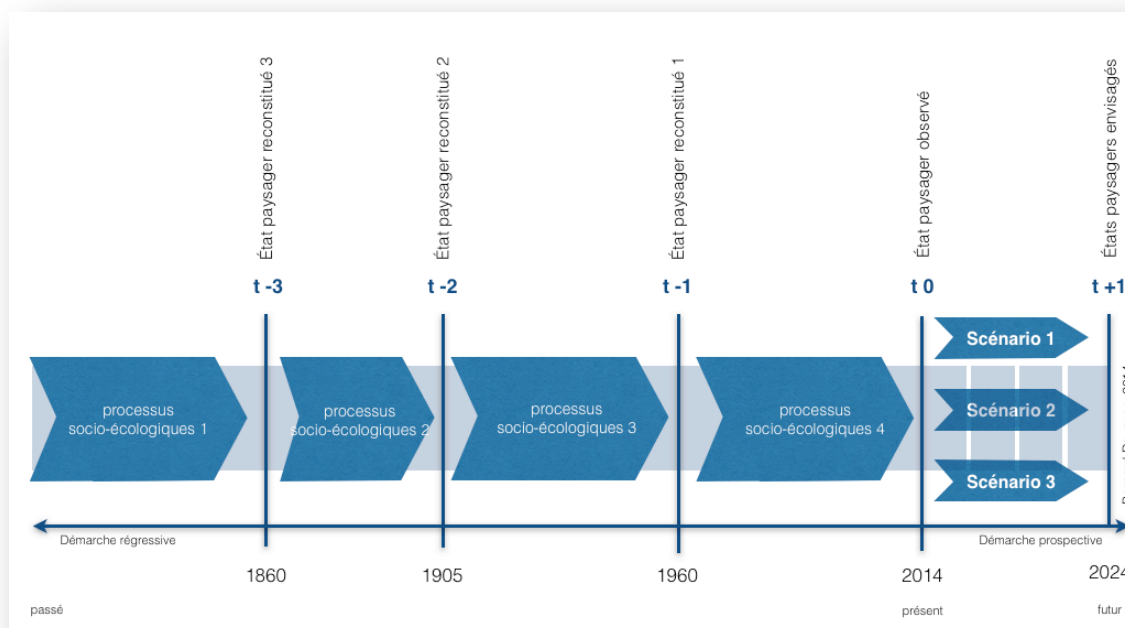 État paysager reconstitué 3
État paysager reconstitué 2
État paysager reconstitué 1
État paysager observé
États paysagers envisagés
t -3
t -2
t -1
t 0
t +1
processus
socio-écologiques 1
processus
socio-écologiques 2
processus
socio-écologiques 3
processus
socio-écologiques 4
Scénario 1
Scénario 2
Scénario 3
Démarche régressive
Démarche prospective
1860
1905
1960
2014
2024
passé
présent
futur